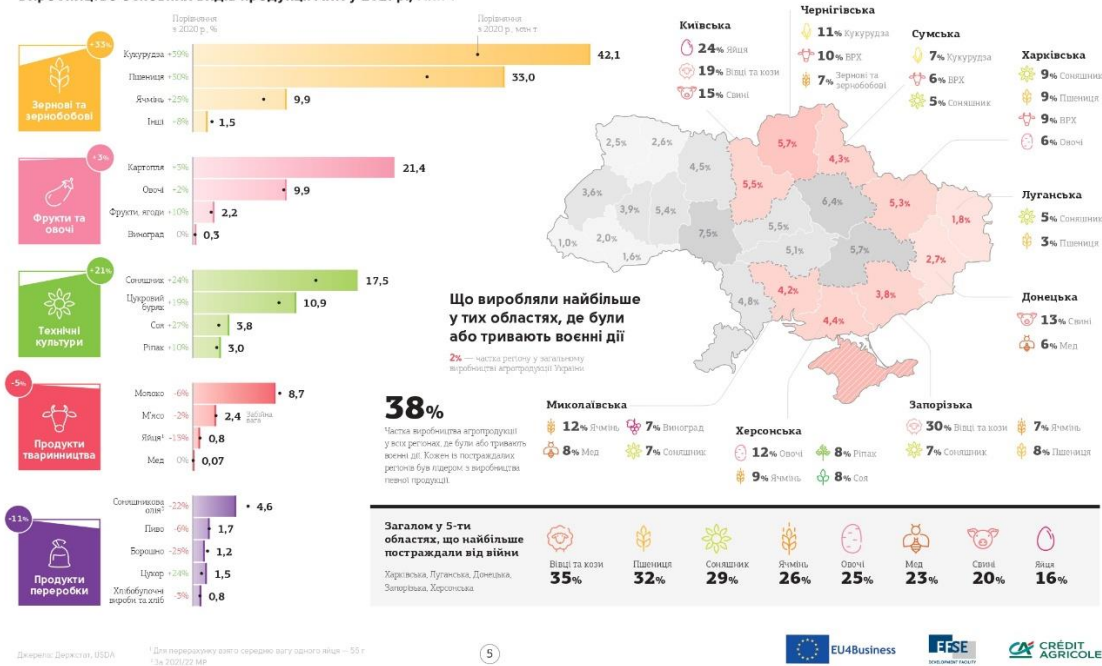 Порівняння
з 2020 р., %
Порівняння
з 2020 р., млн т
+33%
Зернові та
зернобобові
Кукурудза +39%
42,1
Пшениця +30%
33,0
Ячмінь +25%
9,9
Інші +8%
1,5
+3%
Фрукти та
овочі
Картопля +3%
21,4
Овочі +2%
9,9
Фрукти, ягоди +10%
2,2
Виноград 0%
0,3
+21%
Технічні
культури
Соняшник +24%
17,5
Цукровий
буряк +19%
10,9
Соя +27%
3,8
Ріпак +10%
3,0
-5%
Продукти
тваринництва
Молоко -6%
8,7
М'ясо -2%
2,4 Забійна
вага
Яйця¹ -13%
0,8
Мед 0%
0,07
-11%
Продукти
переробки
Соняшникова
олія² -22%
4,6
Пиво -6%
1,7
Борошно -25%
1,2
Цукор +24%
1,5
Хлібобулочні
вироби та хліб -3%
0,8
Київська
24% Яйця
19% Вівці та кози
15% Свині
Чернігівська
11% Кукурудза
10% ВРХ
7% Зернові та
зернобобові
Сумська
7% Кукурудза
6% ВРХ
5% Соняшник
Харківська
9% Соняшник
9% Пшениця
9% ВРХ
6% Овочі
Луганська
5% Соняшник
3% Пшениця
Донецька
13% Свині
6% Мед
2,5%
2,6%
4,5%
5,7%
4,3%
5,5%
3,6%
3,9%
5,4%
6,4%
5,3%
1,8%
7,5%
5,5%
1,0%
2,0%
1,6%
5,1%
5,7%
2,7%
4,8%
4,2%
3,8%
4,4%
Що виробляли найбільше
у тих областях, де були
або тривають воєнні дії
2% — частка регіону у загальному
виробництві агропродукції України
38%
Частка виробництва агропродукції
у всіх регіонах, де були або тривають
воєнні дії. Кожен із постраждалих
регіонів був лідером з виробництва
певної продукції.
Миколаївська
12% Ячмінь
7% Виноград
8% Мед
7% Соняшник
Херсонська
12% Овочі
8% Ріпак
9% Ячмінь
8% Соя
Запорізька
30% Вівці та кози
7% Ячмінь
7% Соняшник
8% Пшениця
Загалом у 5-ти
областях, що найбільше
постраждали від війни
Харківська, Луганська, Донецька,
Запорізька, Херсонська
Вівці та кози
35%
Пшениця
32%
Соняшник
29%
Ячмінь
26%
Овочі
25%
Мед
23%
Свині
20%
Яйця
16%
Джерело: Держстат, USDA
¹ Для перерахунку взято середню вагу одного яйця — 55 г
² За 2021/22 МР
5
EU4Business
EFSE
DEVELOPMENT FACILITY
CRÉDIT
AGRICOLE